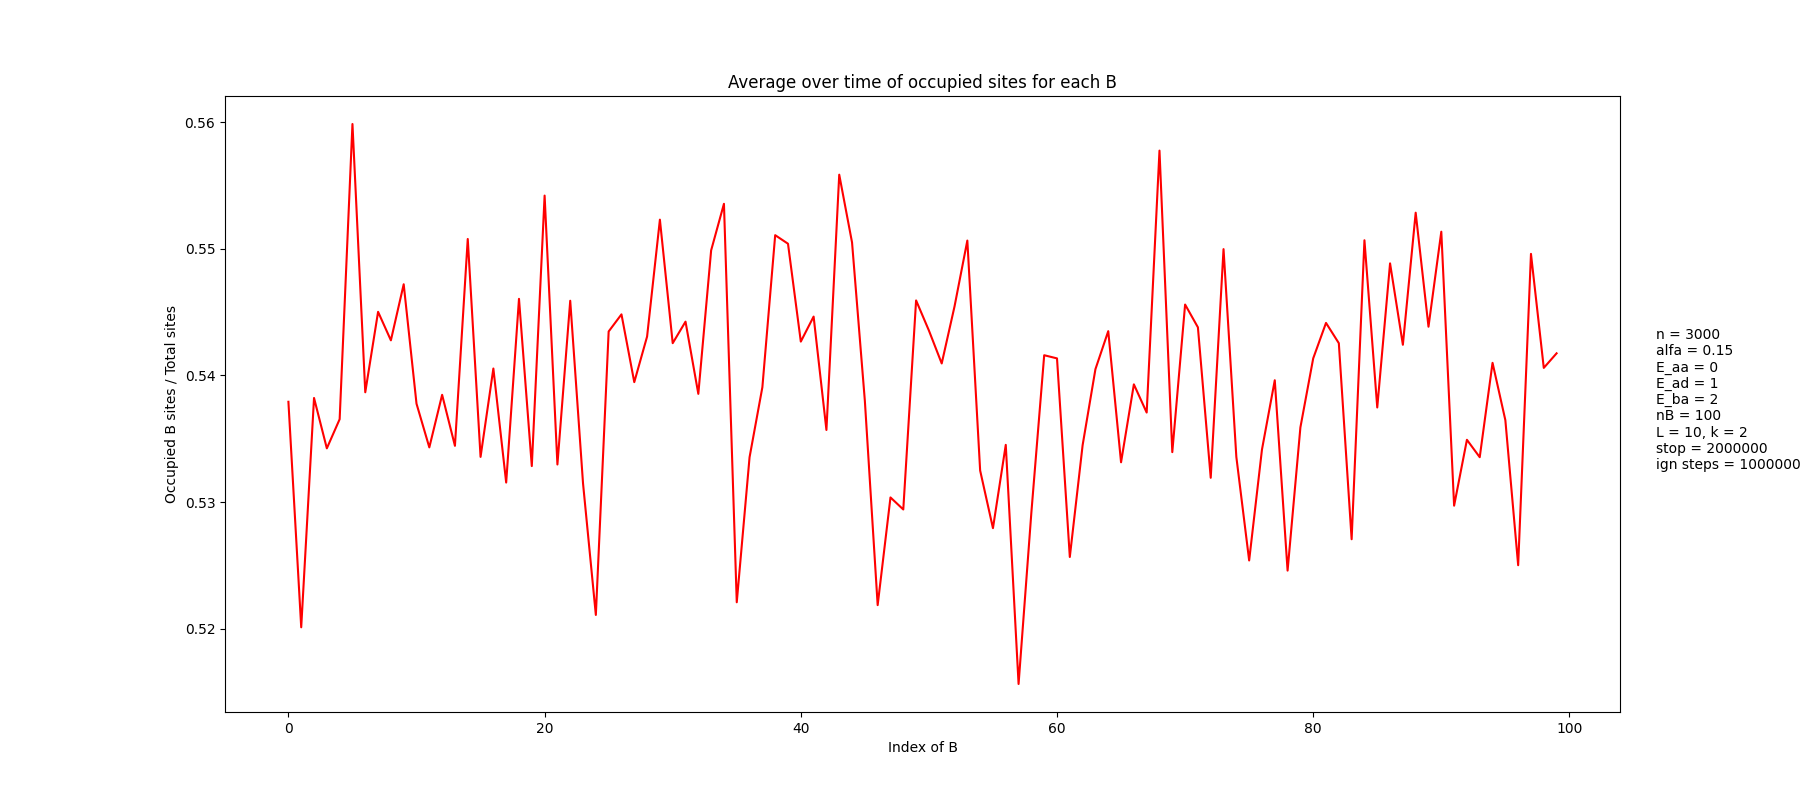 Average over time of occupied sites for each B
Occupied B sites / Total sites
0.56
0.55
0.54
0.53
0.52
0
20
40
60
80
100
Index of B
n = 3000
alfa = 0.15
E_aa = 0
E_ad = 1
E_ba = 2
nB = 100
L = 10, k = 2
stop = 2000000
ign steps = 1000000